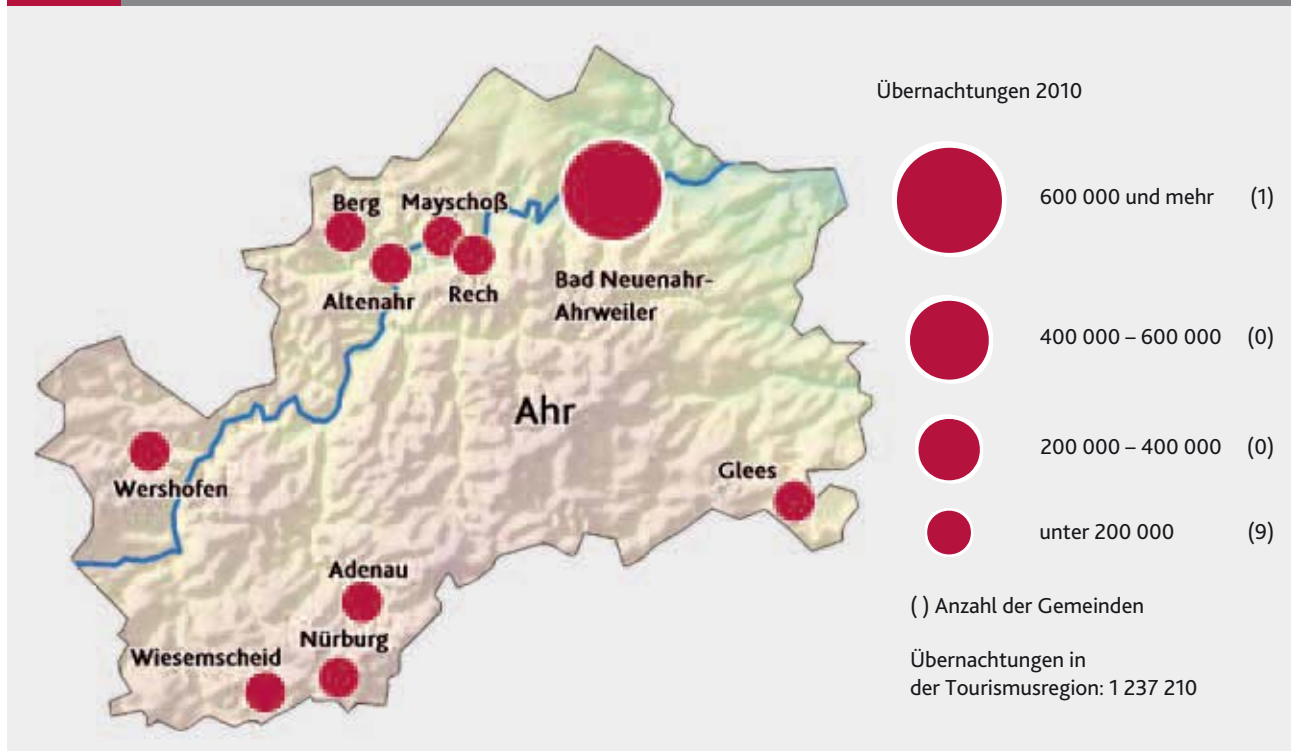 Berg
Mayschoß
Altenahr
Rech
Bad Neuenahr-
Ahrweiler
Ahr
Wershofen
Glees
Adenau
Nürburg
Wiesemscheid
Übernachtungen 2010
600 000 und mehr (1)
400 000 – 600 000 (0)
200 000 – 400 000 (0)
unter 200 000 (9)
( ) Anzahl der Gemeinden
Übernachtungen in
der Tourismusregion: 1 237 210